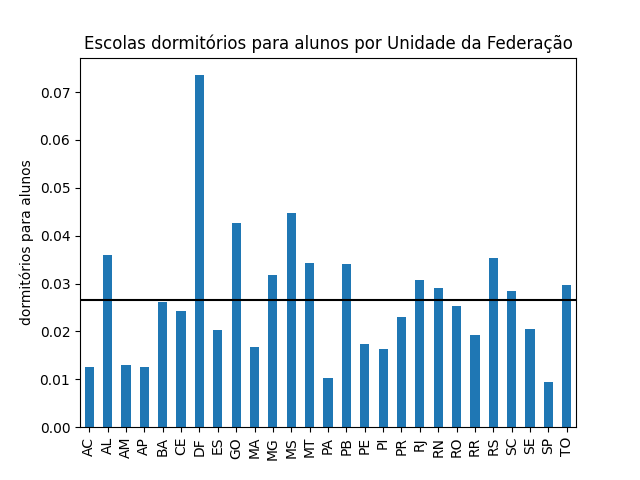 Escolas dormitórios para alunos por Unidade da Federação
dormitórios para alunos
0.07
0.06
0.05
0.04
0.03
0.02
0.01
0.00
AC AL AM AP BA CE DF ES GO MA MG MS MT PA PB PE PI PR RJ RN RO RR RS SC SE SP TO